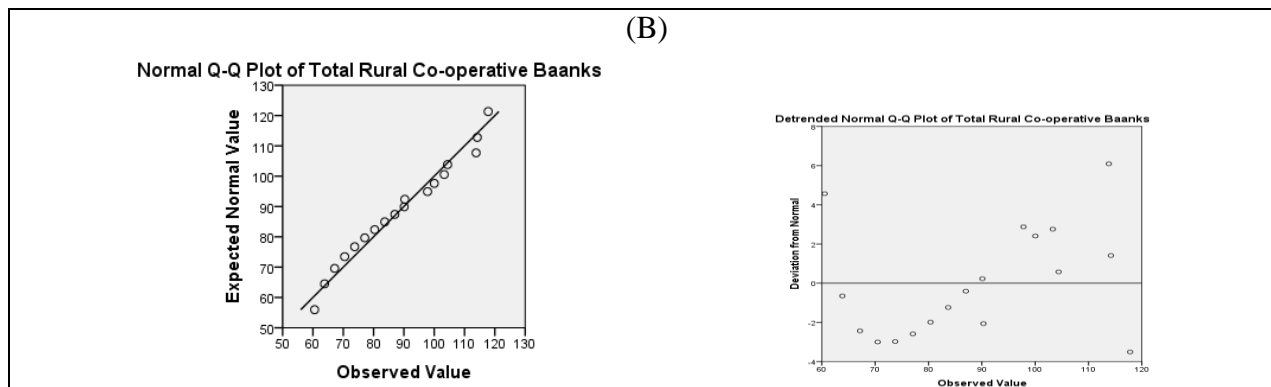 (B)
Normal Q-Q Plot of Total Rural Co-operative Baanks
130
120
110
100
90
80
70
60
50
Expected Normal Value
50 60 70 80 90 100 110 120 130
Observed Value
Detrended Normal Q-Q Plot of Total Rural Co-operative Baanks
8
6
4
2
0
-2
-4
Deviation from Normal
60 70 80 90 100 110 120
Observed Value